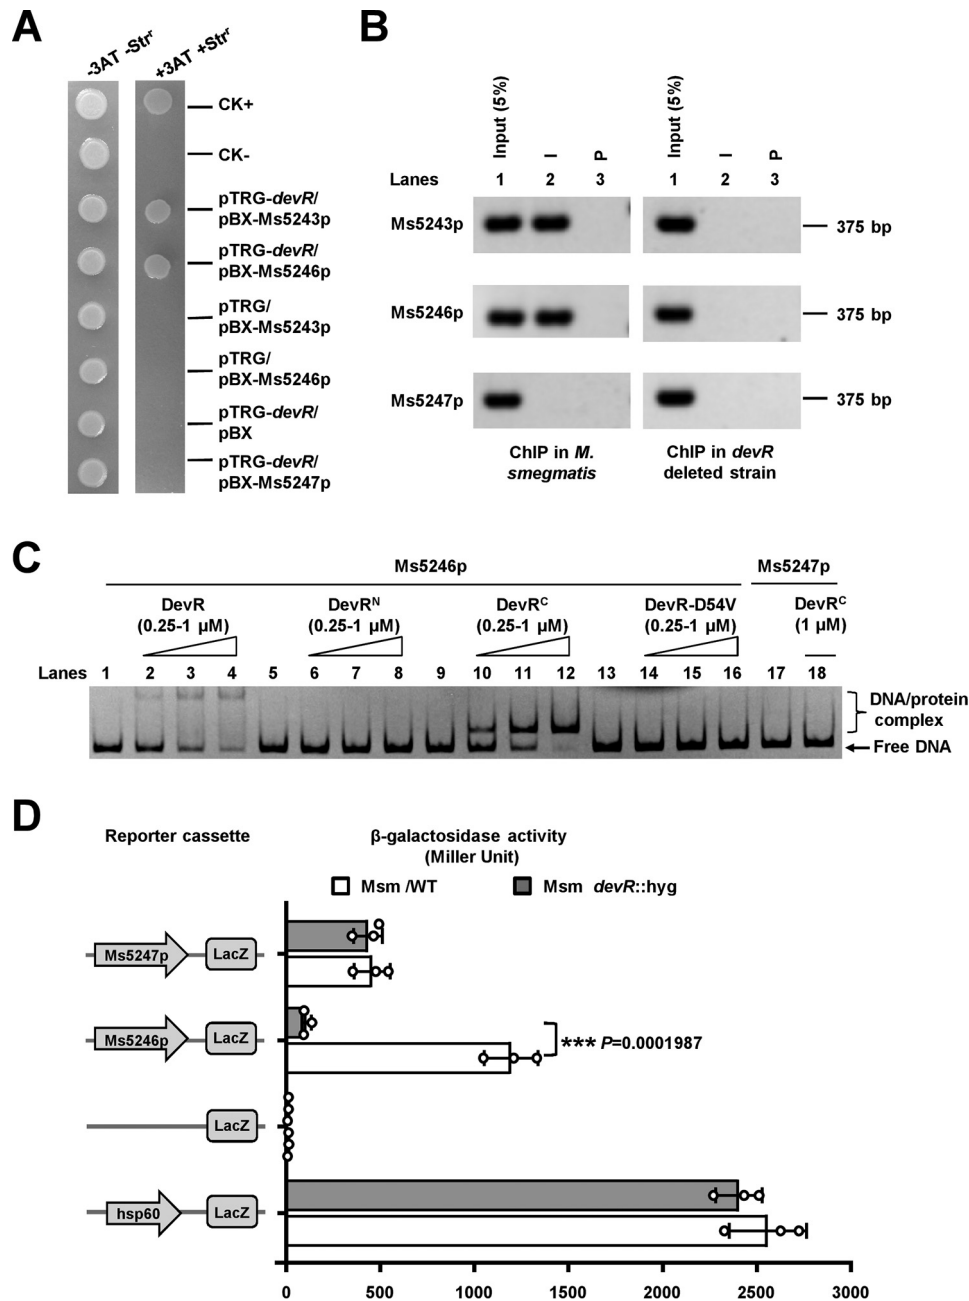 A
-3AT -Strʳ
+3AT +Strʳ
CK+
CK-
pTRG-devR/
pBX-Ms5243p
pTRG-devR/
pBX-Ms5246p
pTRG/
pBX-Ms5243p
pTRG/
pBX-Ms5246p
pTRG-devR/
pBX
pTRG-devR/
pBX-Ms5247p
B
Input (5%)
I
P
Input (5%)
I
P
Lanes 1 2 3 1 2 3
Ms5243p 375 bp
Ms5246p 375 bp
Ms5247p 375 bp
ChIP in M. smegmatis
ChIP in devR deleted strain
C
Ms5246p Ms5247p
DevR DevRᴺ DevRᶜ DevR-D54V DevRᶜ
(0.25-1 μM) (0.25-1 μM) (0.25-1 μM) (0.25-1 μM) (1 μM)
Lanes 1 2 3 4 5 6 7 8 9 10 11 12 13 14 15 16 17 18
DNA/protein
complex
Free DNA
D
Reporter cassette
β-galactosidase activity
(Miller Unit)
Msm /WT Msm devR::hyg
Ms5247p LacZ
Ms5246p LacZ
*** P=0.0001987
LacZ
hsp60 LacZ
0 500 1000 1500 2000 2500 3000